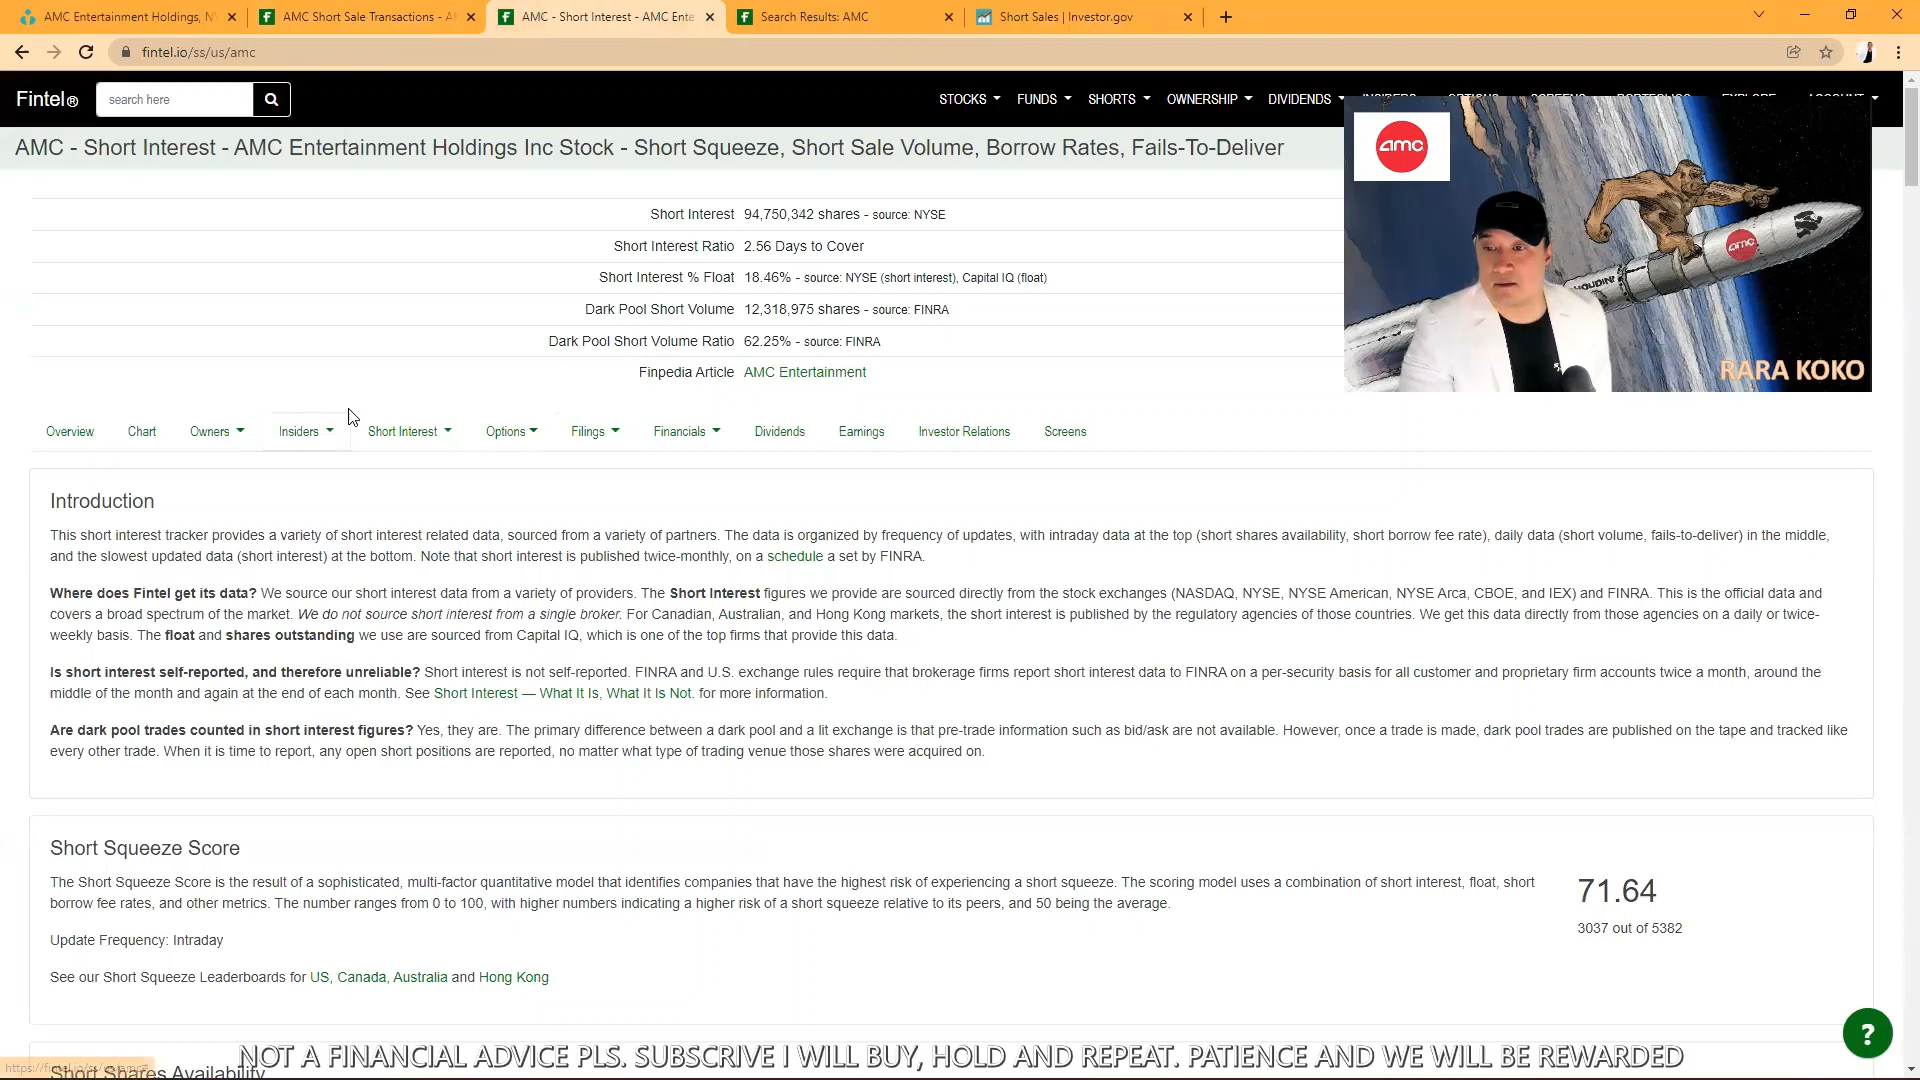 AMC Entertainment Holdings, N
AMC Short Sale Transactions - A
AMC - Short Interest - AMC Ente
Search Results: AMC
Short Sales | Investor.gov
fintel.io/ss/us/amc
Fintel®
search here
STOCKS
FUNDS
SHORTS
OWNERSHIP
DIVIDENDS
AMC - Short Interest - AMC Entertainment Holdings Inc Stock - Short Squeeze, Short Sale Volume, Borrow Rates, Fails-To-Deliver
amc
amc
HOUDINI
RARA KOKO
Short Interest 94,750,342 shares - source: NYSE
Short Interest Ratio 2.56 Days to Cover
Short Interest % Float 18.46% - source: NYSE (short interest), Capital IQ (float)
Dark Pool Short Volume 12,318,975 shares - source: FINRA
Dark Pool Short Volume Ratio 62.25% - source: FINRA
Finpedia Article AMC Entertainment
Overview Chart Owners Insiders Short Interest Options Filings Financials Dividends Earnings Investor Relations Screens
Introduction
This short interest tracker provides a variety of short interest related data, sourced from a variety of partners. The data is organized by frequency of updates, with intraday data at the top (short shares availability, short borrow fee rate), daily data (short volume, fails-to-deliver) in the middle,
and the slowest updated data (short interest) at the bottom. Note that short interest is published twice-monthly, on a schedule a set by FINRA.
Where does Fintel get its data? We source our short interest data from a variety of providers. The Short Interest figures we provide are sourced directly from the stock exchanges (NASDAQ, NYSE, NYSE American, NYSE Arca, CBOE, and IEX) and FINRA. This is the official data and
covers a broad spectrum of the market. We do not source short interest from a single broker. For Canadian, Australian, and Hong Kong markets, the short interest is published by the regulatory agencies of those countries. We get this data directly from those agencies on a daily or twice-
weekly basis. The float and shares outstanding we use are sourced from Capital IQ, which is one of the top firms that provide this data.
Is short interest self-reported, and therefore unreliable? Short interest is not self-reported. FINRA and U.S. exchange rules require that brokerage firms report short interest data to FINRA on a per-security basis for all customer and proprietary firm accounts twice a month, around the
middle of the month and again at the end of each month. See Short Interest — What It Is, What It Is Not. for more information.
Are dark pool trades counted in short interest figures? Yes, they are. The primary difference between a dark pool and a lit exchange is that pre-trade information such as bid/ask are not available. However, once a trade is made, dark pool trades are published on the tape and tracked like
every other trade. When it is time to report, any open short positions are reported, no matter what type of trading venue those shares were acquired on.
Short Squeeze Score
The Short Squeeze Score is the result of a sophisticated, multi-factor quantitative model that identifies companies that have the highest risk of experiencing a short squeeze. The scoring model uses a combination of short interest, float, short
borrow fee rates, and other metrics. The number ranges from 0 to 100, with higher numbers indicating a higher risk of a short squeeze relative to its peers, and 50 being the average.
71.64
3037 out of 5382
Update Frequency: Intraday
See our Short Squeeze Leaderboards for US, Canada, Australia and Hong Kong
?
NOT A FINANCIAL ADVICE PLS. SUBSCRIVE I WILL BUY, HOLD AND REPEAT. PATIENCE AND WE WILL BE REWARDED
https://fintel.io/ss/us/amc#
Short Shares Availability